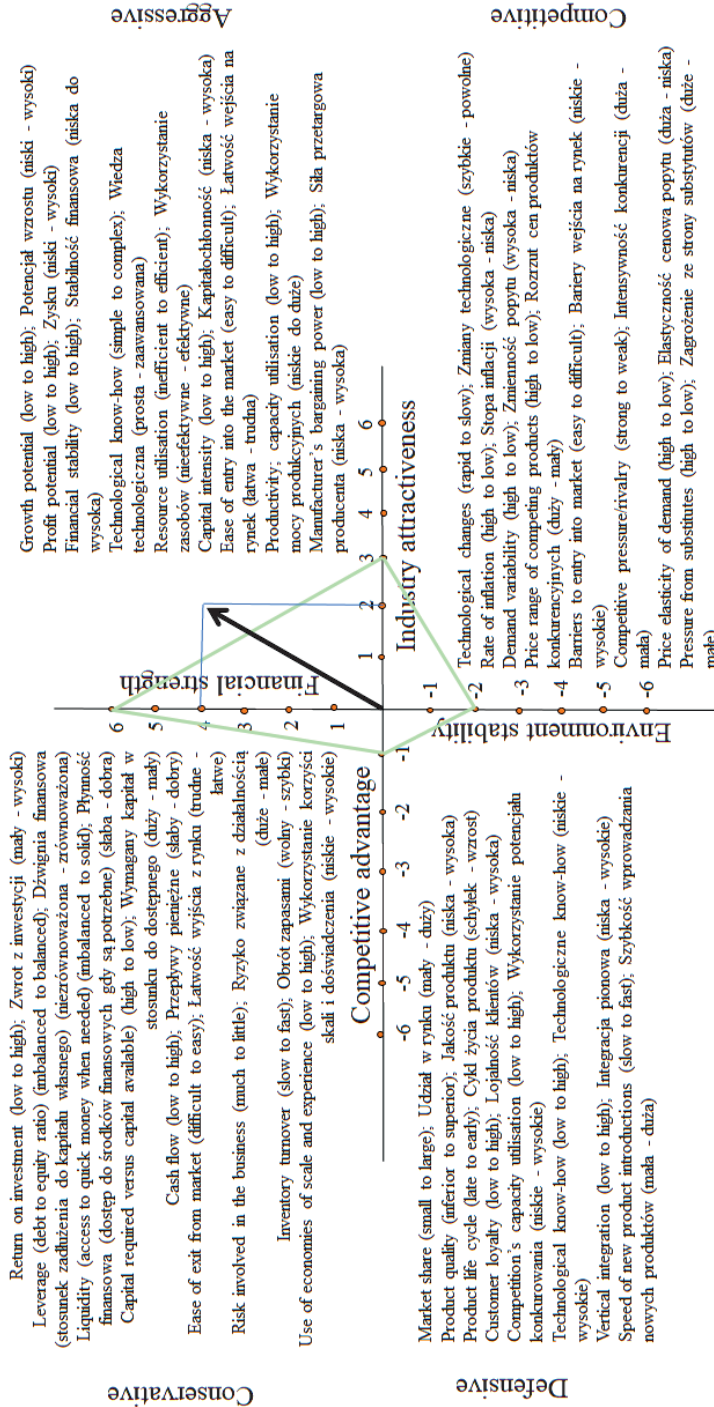 Conservative
Return on investment (low to high); Zwrot z inwestycji (mały - wysoki)
Leverage (debt to equity ratio) (imbalanced to balanced); Dźwignia finansowa
(stosunek zadłużenia do kapitału własnego) (niezrównoważona - zrównoważona)
Liquidity (access to quick money when needed) (imbalanced to solid); Płynność
finansowa (dostęp do środków finansowych gdy są potrzebne) (słaba - dobra)
Capital required versus capital available) (high to low); Wymagany kapitał w
stosunku do dostępnego (duży - mały)
Cash flow (low to high); Przepływy pieniężne (słaby - dobry)
Ease of exit from market (difficult to easy); Łatwość wyjścia z rynku (trudne -
łatwe)
Risk involved in the business (much to little); Ryzyko związane z działalnością
(duże - małe)
Inventory turnover (slow to fast); Obrót zapasami (wolny - szybki)
Use of economies of scale and experience (low to high); Wykorzystanie korzyści
skali i doświadczenia (niskie - wysokie)
Aggressive
Growth potential (low to high); Potencjał wzrostu (niski - wysoki)
Profit potential (low to high); Zysku (niski - wysoki)
Financial stability (low to high); Stabilność finansowa (niska do
wysoka)
Technological know-how (simple to complex); Wiedza
technologiczna (prosta - zaawansowana)
Resource utilisation (inefficient to efficient); Wykorzystanie
zasobów (nieefektywne - efektywne)
Capital intensity (low to high); Kapitałochłonność (niska - wysoka)
Ease of entry into the market (easy to difficult); Łatwość wejścia na
rynek (łatwa - trudna)
Productivity; capacity utilisation (low to high); Wykorzystanie
mocy produkcyjnych (niskie do duże)
Manufacturer's bargaining power (low to high); Siła przetargowa
producenta (niska - wysoka)
Financial strength
6
5
4
3
2
1
Competitive advantage
-6
-5
-4
-3
-2
-1
1
2
3
4
5
6
Industry attractiveness
-1
-2
-3
-4
-5
-6
Environment stability
Market share (small to large); Udział w rynku (mały - duży)
Product quality (inferior to superior); Jakość produktu (niska - wysoka)
Product life cycle (late to early); Cykl życia produktu (schyłek - wzrost)
Customer loyalty (low to high); Lojalność klientów (niska - wysoka)
Competition's capacity utilisation (low to high); Wykorzystanie potencjału
konkurowania (niskie - wysokie)
Technological know-how (low to high); Technologiczne know-how (niskie -
wysokie)
Vertical integration (low to high); Integracja pionowa (niska - wysokie)
Speed of new product introductions (slow to fast); Szybkość wprowadzania
nowych produktów (mała - duża)
Defensive
Technological changes (rapid to slow); Zmiany technologiczne (szybkie - powolne)
Rate of inflation (high to low); Stopa inflacji (wysoka - niska)
Demand variability (high to low); Zmienność popytu (wysoka - niska)
Price range of competing products (high to low); Rozrzut cen produktów
konkurencyjnych (duży - mały)
Barriers to entry into market (easy to difficult); Bariery wejścia na rynek (niskie -
wysokie)
Competitive pressure/rivalry (strong to weak); Intensywność konkurencji (duża -
mała)
Price elasticity of demand (high to low); Elastyczność cenowa popytu (duża - niska)
Pressure from substitutes (high to low); Zagrożenie ze strony substytutów (duże -
małe)
Competitive